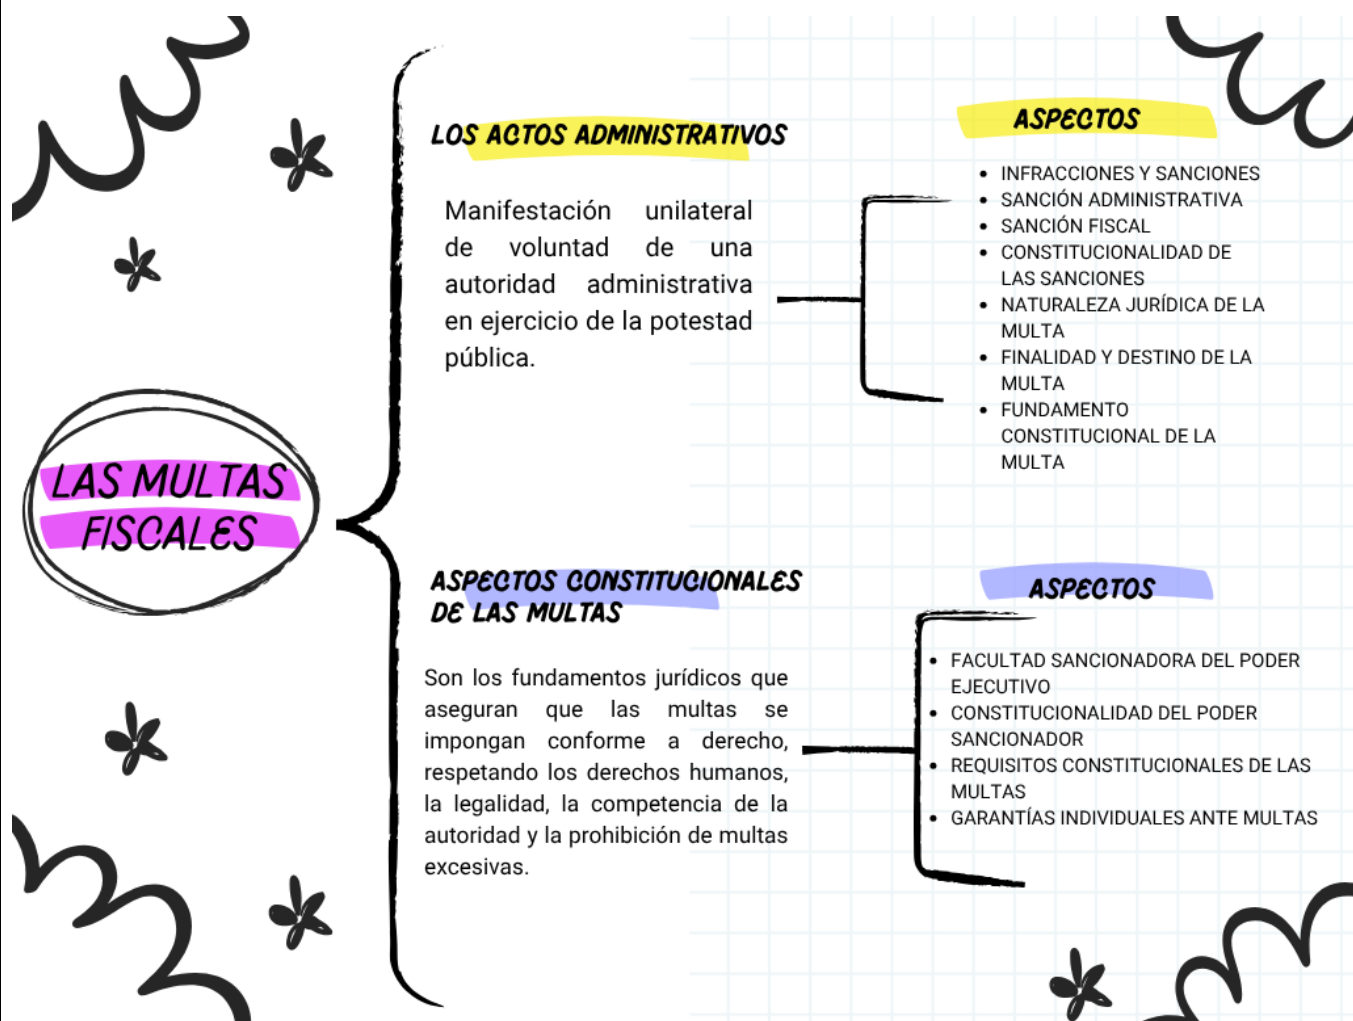 LAS MULTAS
FISCALES
LOS ACTOS ADMINISTRATIVOS
Manifestación unilateral
de voluntad de una
autoridad administrativa
en ejercicio de la potestad
pública.
ASPECTOS
• INFRACCIONES Y SANCIONES
• SANCIÓN ADMINISTRATIVA
• SANCIÓN FISCAL
• CONSTITUCIONALIDAD DE
LAS SANCIONES
• NATURALEZA JURÍDICA DE LA
MULTA
• FINALIDAD Y DESTINO DE LA
MULTA
• FUNDAMENTO
CONSTITUCIONAL DE LA
MULTA
ASPECTOS CONSTITUCIONALES
DE LAS MULTAS
Son los fundamentos jurídicos que
aseguran que las multas se
impongan conforme a derecho,
respetando los derechos humanos,
la legalidad, la competencia de la
autoridad y la prohibición de multas
excesivas.
ASPECTOS
• FACULTAD SANCIONADORA DEL PODER
EJECUTIVO
• CONSTITUCIONALIDAD DEL PODER
SANCIONADOR
• REQUISITOS CONSTITUCIONALES DE LAS
MULTAS
• GARANTÍAS INDIVIDUALES ANTE MULTAS